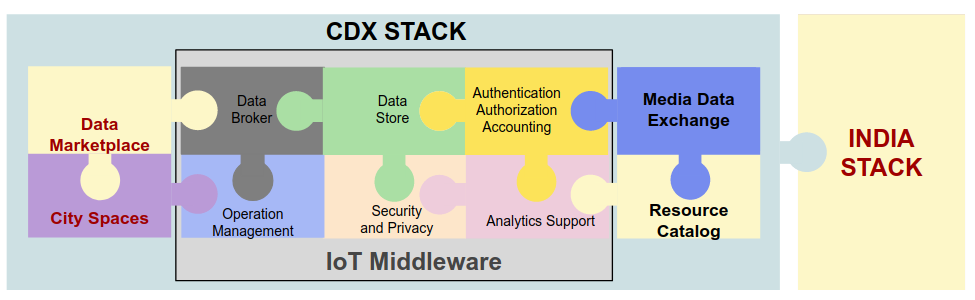 CDX STACK
Data
Marketplace
Data
Broker
Data
Store
Authentication
Authorization
Accounting
Media Data
Exchange
INDIA
STACK
City Spaces
Operation
Management
Security
and Privacy
Analytics Support
Resource
Catalog
IoT Middleware